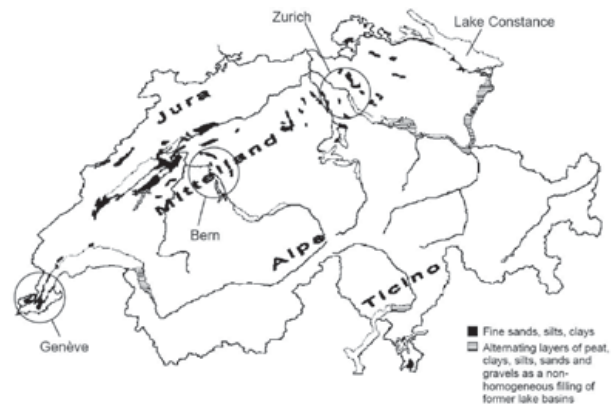 Zurich
Lake Constance
Jura
Mittelland
Bern
Alps
Ticino
Genève
Fine sands, silts, clays
Alternating layers of peat,
clays, silts, sands and
gravels as a non-
homogeneous filling of
former lake basins